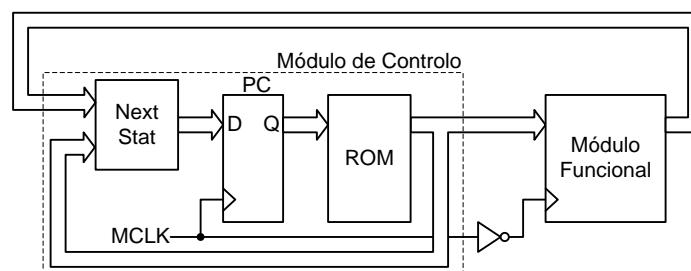 Módulo de Controlo
PC
Next
Stat
D
Q
ROM
Módulo
Funcional
MCLK